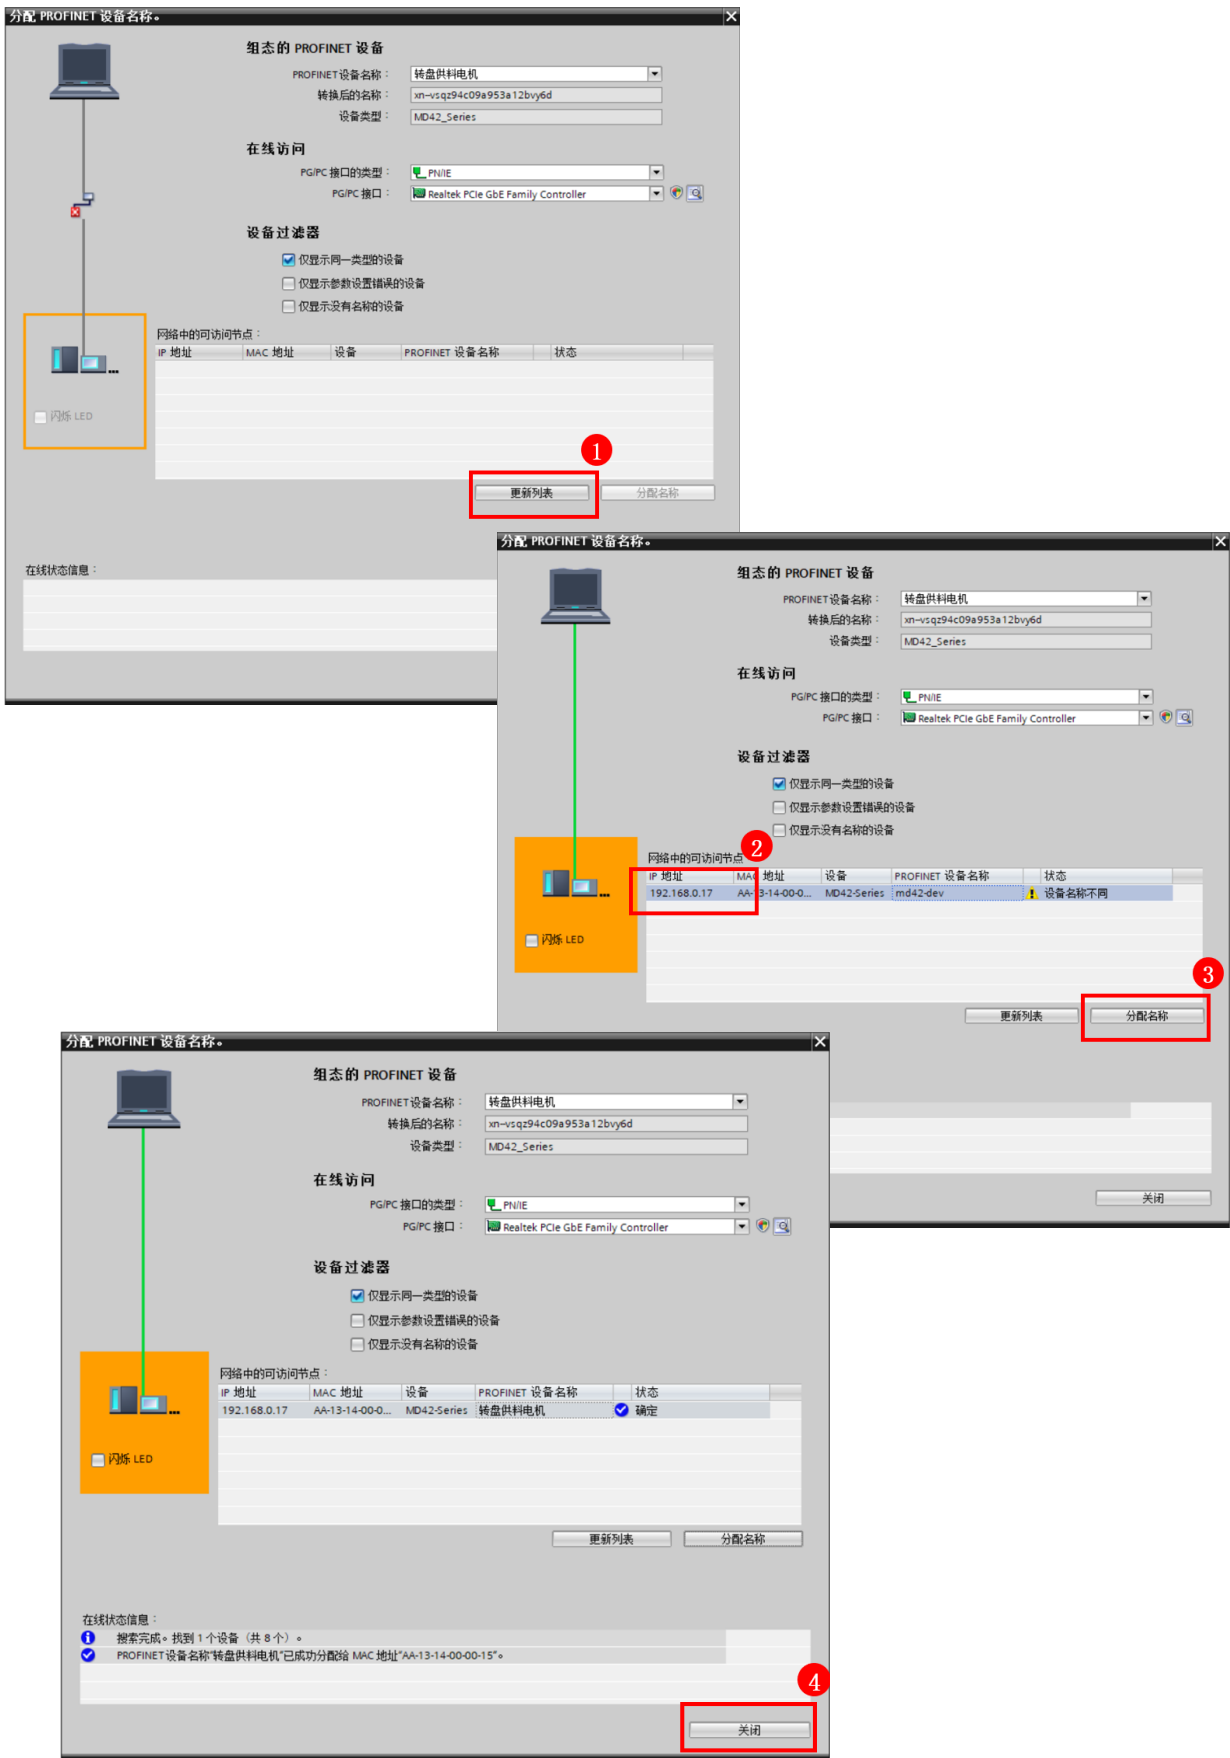 分配 PROFINET 设备名称。
组态的 PROFINET 设备
PROFINET设备名称：
转盘供料电机
转换后的名称：
xn--vsqz94c09a953a12bvy6d
设备类型：
MD42_Series
在线访问
PG/PC 接口的类型：
PN/IE
PG/PC 接口：
Realtek PCIe GbE Family Controller
设备过滤器
仅显示同一类型的设备
仅显示参数设置错误的设备
仅显示没有名称的设备
网络中的可访问节点：
IP 地址 MAC 地址 设备 PROFINET 设备名称 状态
闪烁 LED
1
更新列表 分配名称
在线状态信息：
分配 PROFINET 设备名称。
组态的 PROFINET 设备
PROFINET设备名称：
转盘供料电机
转换后的名称：
xn--vsqz94c09a953a12bvy6d
设备类型：
MD42_Series
在线访问
PG/PC 接口的类型：
PN/IE
PG/PC 接口：
Realtek PCIe GbE Family Controller
设备过滤器
仅显示同一类型的设备
仅显示参数设置错误的设备
仅显示没有名称的设备
网络中的可访问节点
2
IP 地址 MAC 地址 设备 PROFINET 设备名称 状态
192.168.0.17 AA-13-14-00-0... MD42-Series md42-dev 设备名称不同
闪烁 LED
3
更新列表 分配名称
关闭
分配 PROFINET 设备名称。
组态的 PROFINET 设备
PROFINET设备名称：
转盘供料电机
转换后的名称：
xn--vsqz94c09a953a12bvy6d
设备类型：
MD42_Series
在线访问
PG/PC 接口的类型：
PN/IE
PG/PC 接口：
Realtek PCIe GbE Family Controller
设备过滤器
仅显示同一类型的设备
仅显示参数设置错误的设备
仅显示没有名称的设备
网络中的可访问节点：
IP 地址 MAC 地址 设备 PROFINET 设备名称 状态
192.168.0.17 AA-13-14-00-0... MD42-Series 转盘供料电机 确定
闪烁 LED
更新列表 分配名称
在线状态信息：
搜索完成。找到 1 个设备（共 8 个）。
PROFINET设备名称"转盘供料电机"已成功分配给 MAC 地址"AA-13-14-00-00-15"。
4
关闭